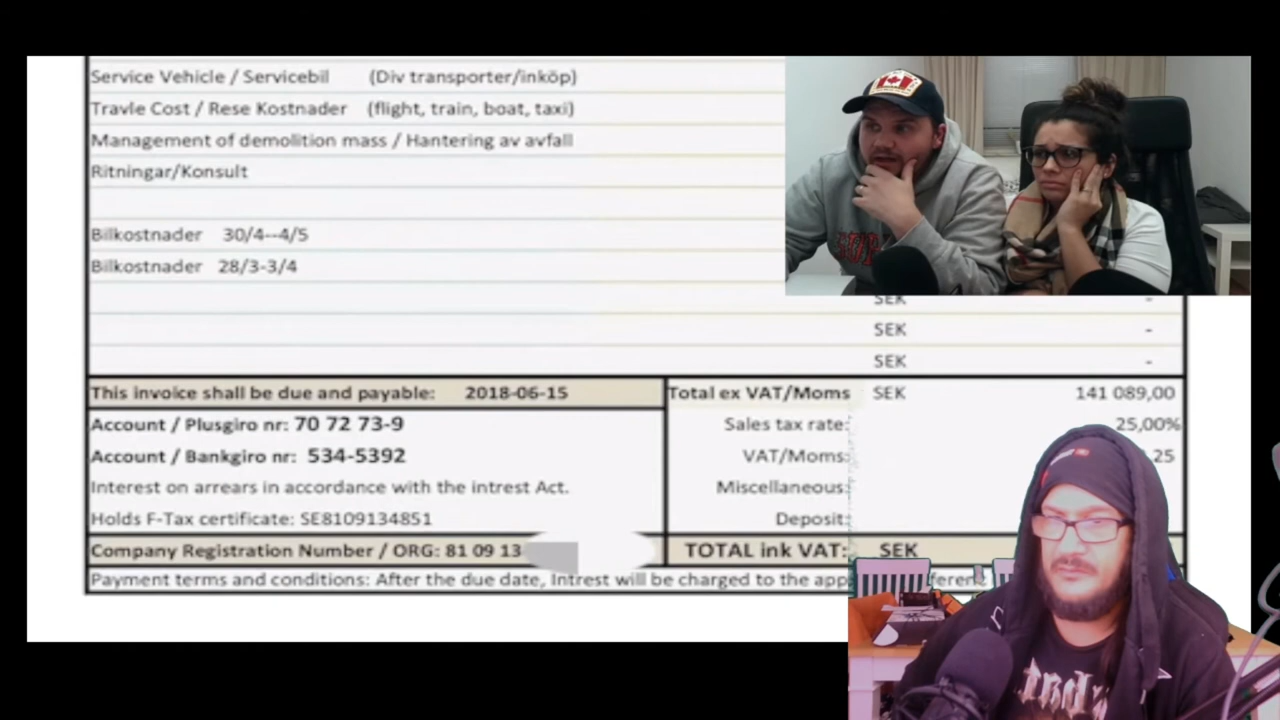 Service Vehicle / Servicebil (Div transporter/inköp)
Travle Cost / Rese Kostnader (flight, train, boat, taxi)
Management of demolition mass / Hantering av avfall
Ritningar/Konsult
Bilkostnader 30/4--4/5
Bilkostnader 28/3-3/4
SEK -
SEK -
SEK -
This invoice shall be due and payable: 2018-06-15 Total ex VAT/Moms SEK 141 089,00
Account / Plusgiro nr: 70 72 73-9 Sales tax rate: 25,00%
Account / Bankgiro nr: 534-5392 VAT/Moms: ,25
Interest on arrears in accordance with the intrest Act. Miscellaneous:
Holds F-Tax certificate: SE8109134851 Deposit:
Company Registration Number / ORG: 81 09 13- TOTAL ink VAT: SEK
Payment terms and conditions: After the due date, Intrest will be charged to the